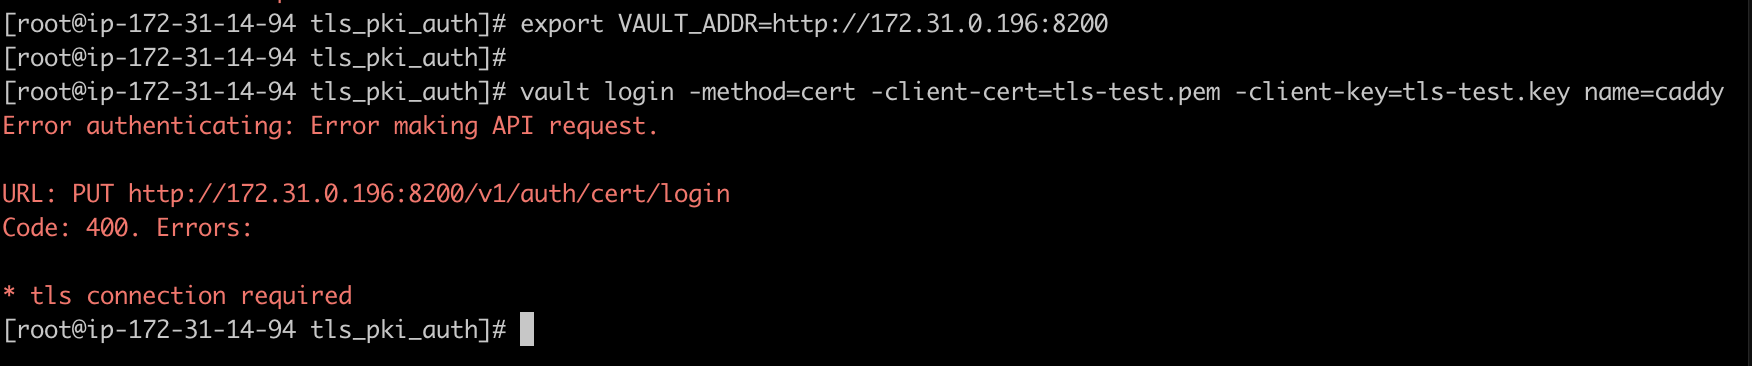 [root@ip-172-31-14-94 tls_pki_auth]# export VAULT_ADDR=http://172.31.0.196:8200
[root@ip-172-31-14-94 tls_pki_auth]#
[root@ip-172-31-14-94 tls_pki_auth]# vault login -method=cert -client-cert=tls-test.pem -client-key=tls-test.key name=caddy
Error authenticating: Error making API request.
URL: PUT http://172.31.0.196:8200/v1/auth/cert/login
Code: 400. Errors:
* tls connection required
[root@ip-172-31-14-94 tls_pki_auth]#